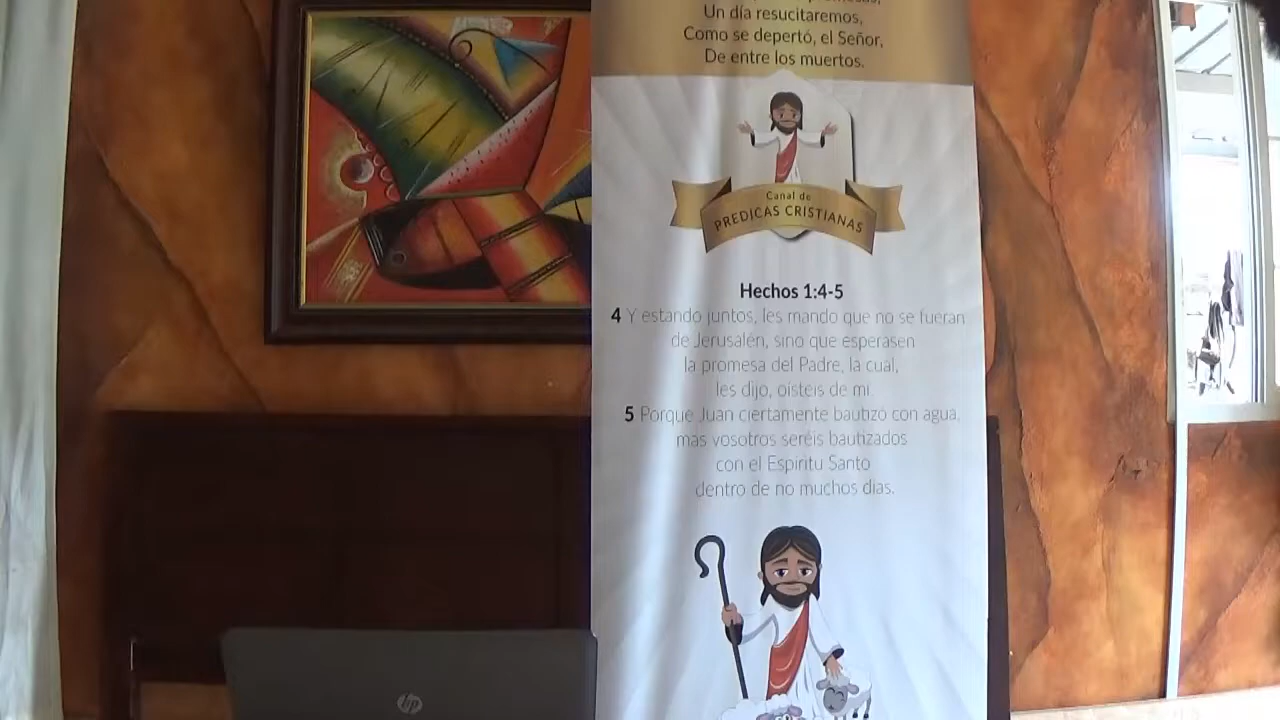 Un día resucitaremos,
Como se depertó, el Señor,
De entre los muertos.
Canal de
PREDICAS CRISTIANAS
Hechos 1:4-5
4 Y estando juntos, les mando que no se fueran
de Jerusalén, sino que esperasen
la promesa del Padre, la cual,
les dijo, oísteis de mi.
5 Porque Juan ciertamente bautizó con agua,
mas vosotros seréis bautizados
con el Espíritu Santo
dentro de no muchos dias.
hp